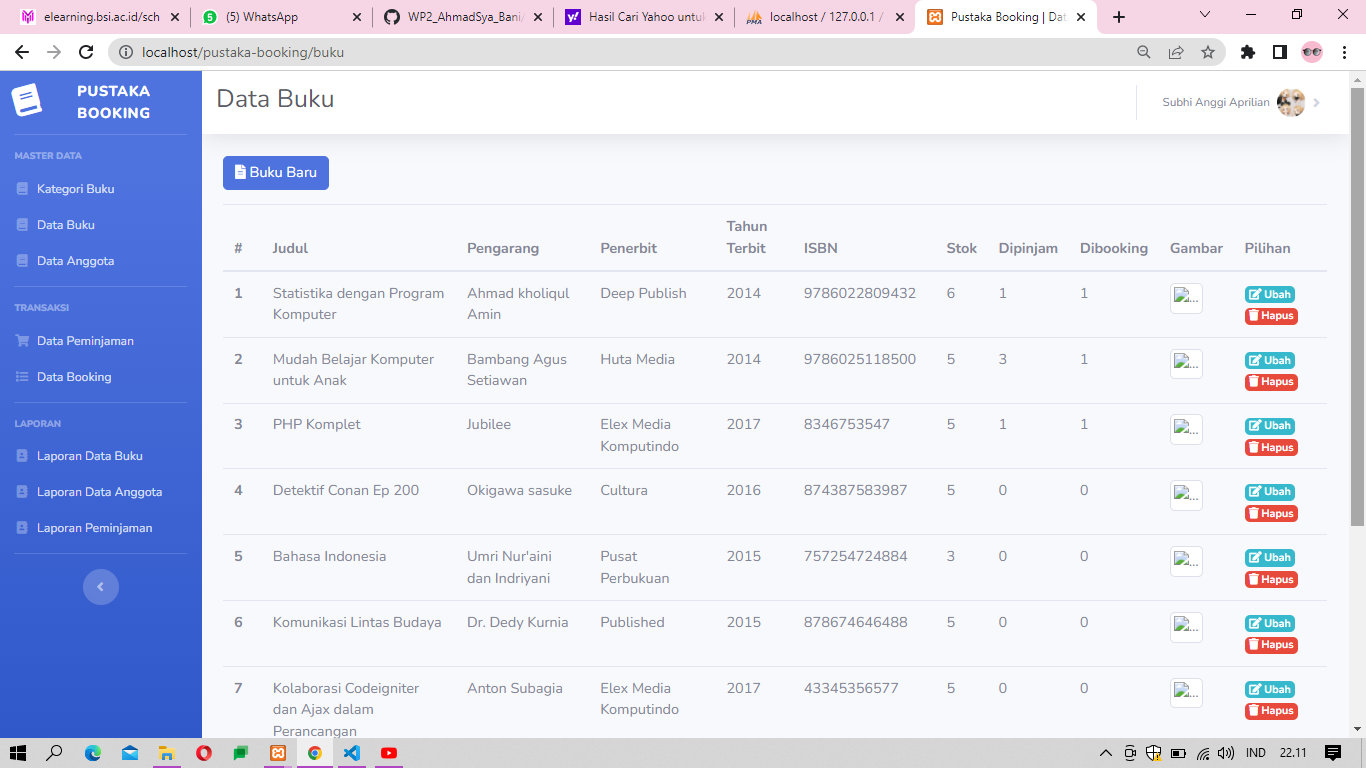 elearning.bsi.ac.id/sch
(5) WhatsApp
WP2_AhmadSya_Bani/
Hasil Cari Yahoo untuk
localhost / 127.0.0.1 /
Pustaka Booking | Dat
localhost/pustaka-booking/buku
PUSTAKA
BOOKING
MASTER DATA
Kategori Buku
Data Buku
Data Anggota
TRANSAKSI
Data Peminjaman
Data Booking
LAPORAN
Laporan Data Buku
Laporan Data Anggota
Laporan Peminjaman
Data Buku
Subhi Anggi Aprilian
Buku Baru
# Judul Pengarang Penerbit Tahun Terbit ISBN Stok Dipinjam Dibooking Gambar Pilihan
1 Statistika dengan Program Ahmad kholiqul Deep Publish 2014 9786022809432 6 1 1 ... Ubah
Komputer Amin Hapus
2 Mudah Belajar Komputer Bambang Agus Huta Media 2014 9786025118500 5 3 1 ... Ubah
untuk Anak Setiawan Hapus
3 PHP Komplet Jubilee Elex Media 2017 8346753547 5 1 1 ... Ubah
Komputindo Hapus
4 Detektif Conan Ep 200 Okigawa sasuke Cultura 2016 874387583987 5 0 0 ... Ubah
Hapus
5 Bahasa Indonesia Umri Nur'aini Pusat 2015 757254724884 3 0 0 ... Ubah
dan Indriyani Perbukuan Hapus
6 Komunikasi Lintas Budaya Dr. Dedy Kurnia Published 2015 878674646488 5 0 0 ... Ubah
Hapus
7 Kolaborasi Codeigniter Anton Subagia Elex Media 2017 43345356577 5 0 0 ... Ubah
dan Ajax dalam Komputindo Hapus
Perancangan
IND 22.11